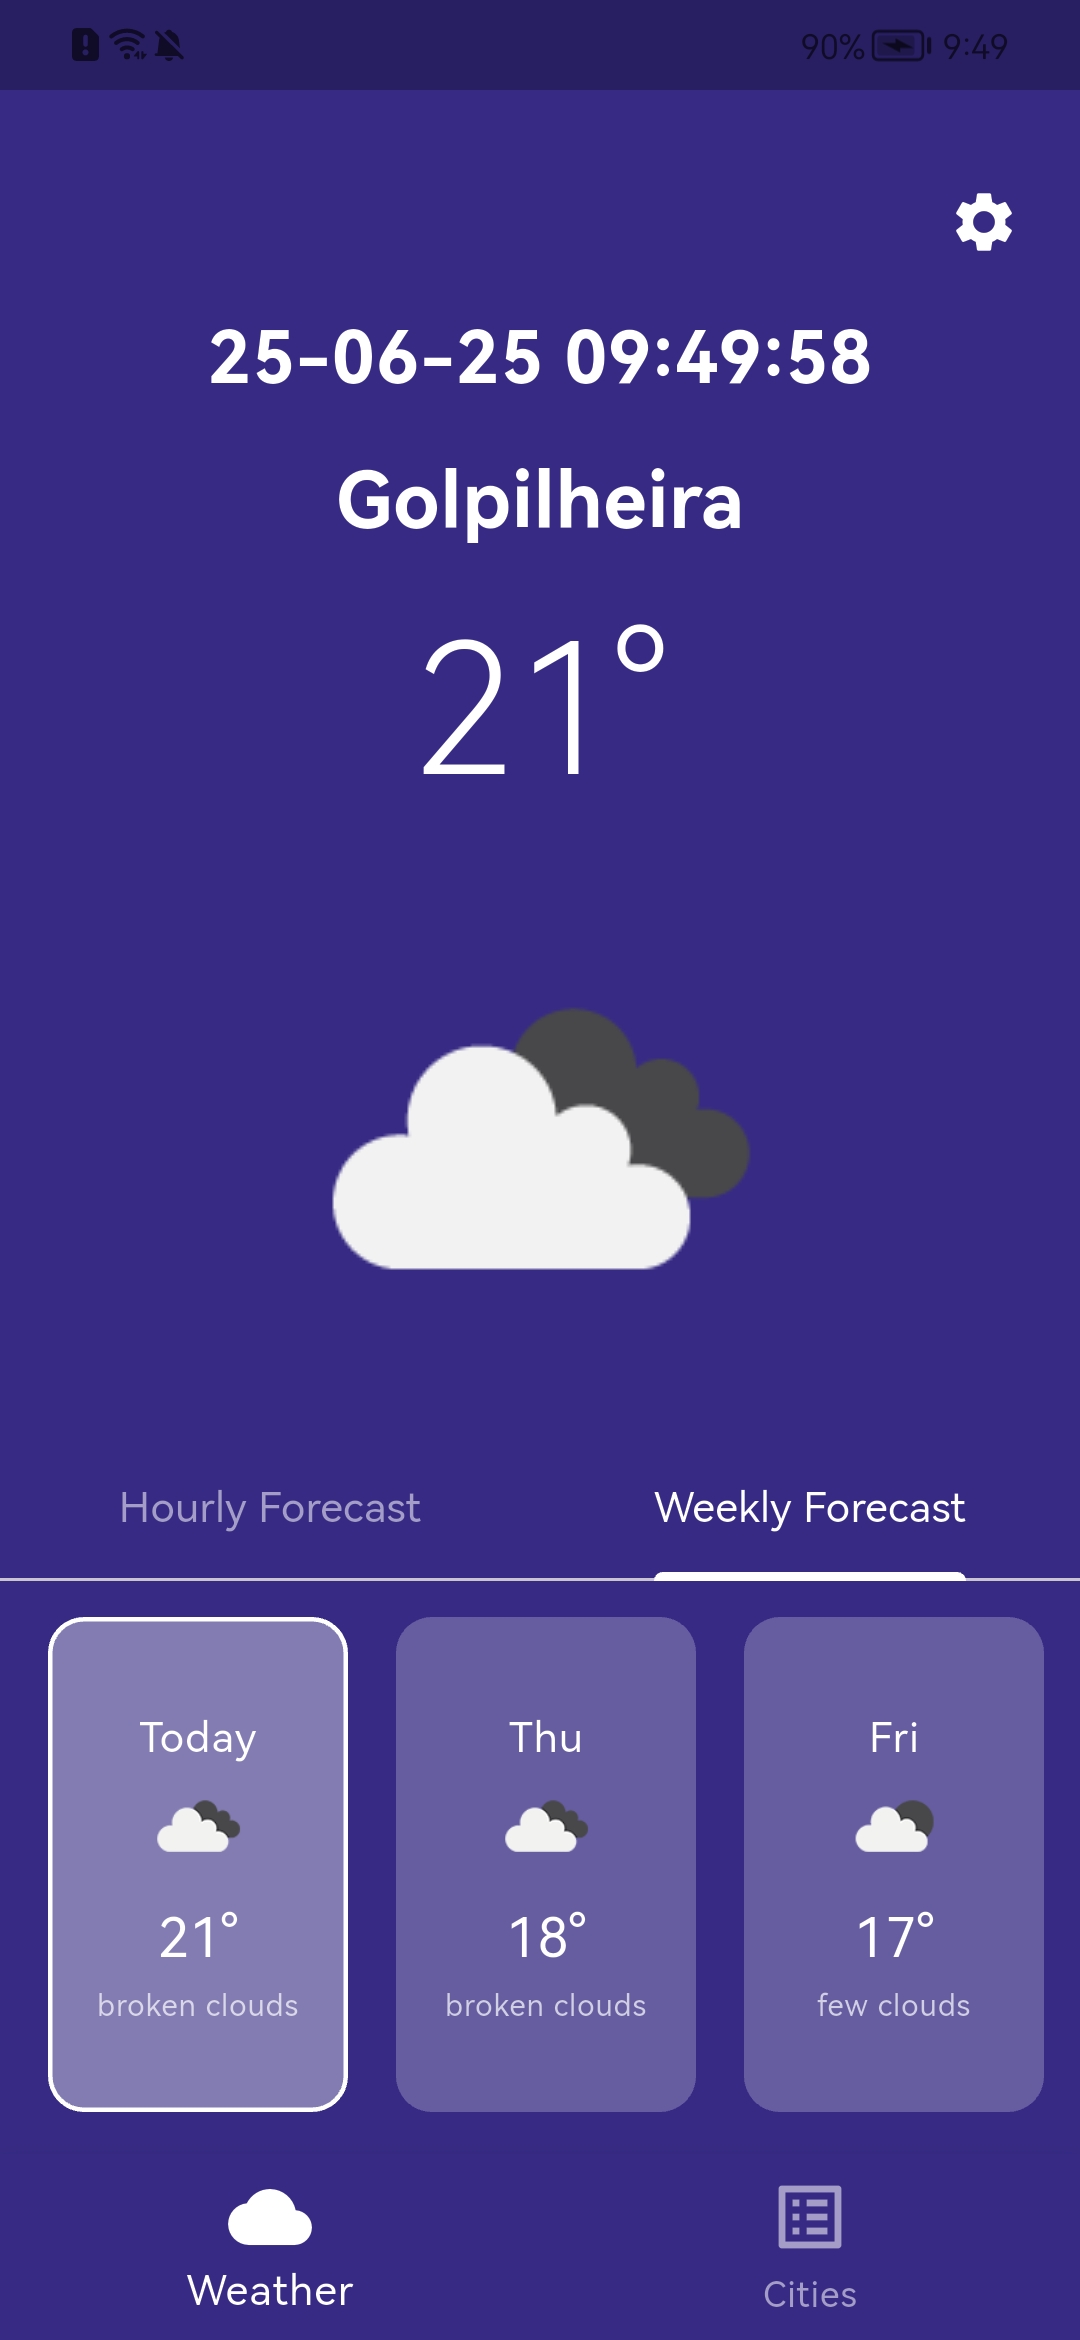 90% 9:49
25-06-25 09:49:58
Golpilheira
21°
Hourly Forecast Weekly Forecast
Today Thu Fri
21° 18° 17°
broken clouds broken clouds few clouds
Weather Cities